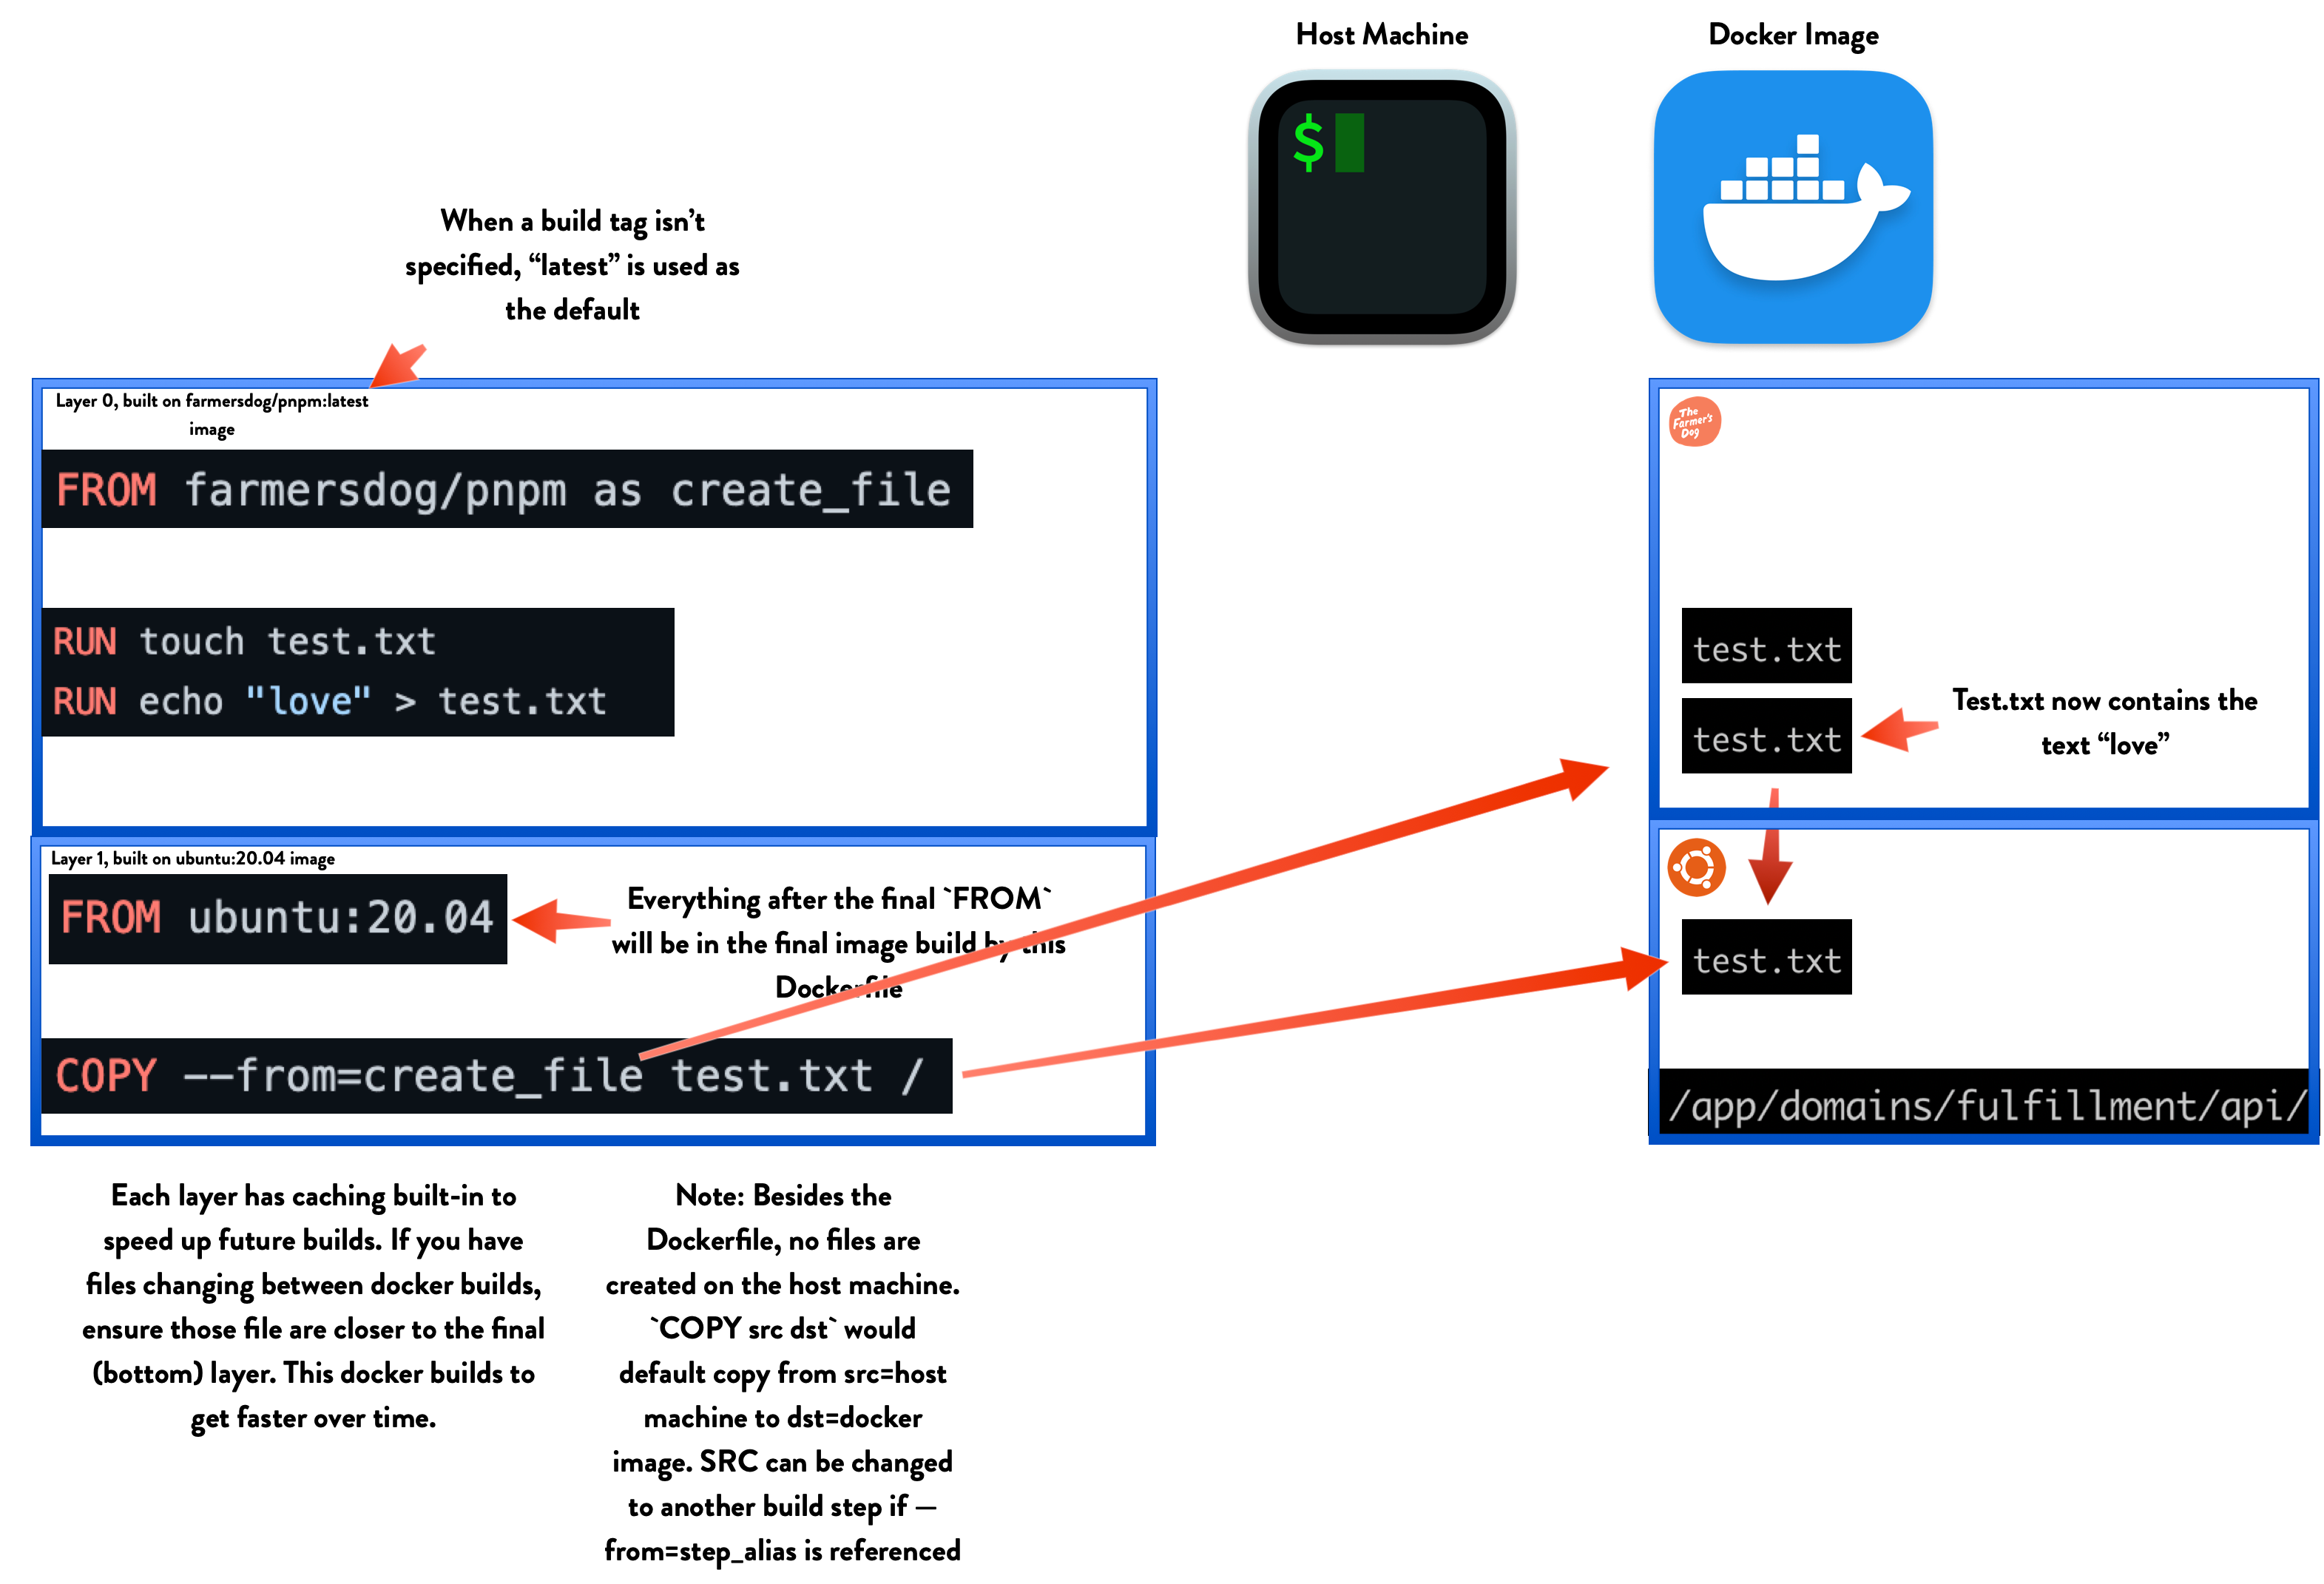 Host Machine
Docker Image
$
When a build tag isn’t
specified, “latest” is used as
the default
Layer 0, built on farmersdog/pnpm:latest
image
FROM farmersdog/pnpm as create_file
RUN touch test.txt
RUN echo "love" > test.txt
The
Farmer's
Dog
test.txt
test.txt
Test.txt now contains the
text “love”
Layer 1, built on ubuntu:20.04 image
FROM ubuntu:20.04
Everything after the final `FROM`
will be in the final image build by this
Dockerfile
COPY --from=create_file test.txt /
test.txt
/app/domains/fulfillment/api/
Each layer has caching built-in to
speed up future builds. If you have
files changing between docker builds,
ensure those file are closer to the final
(bottom) layer. This docker builds to
get faster over time.
Note: Besides the
Dockerfile, no files are
created on the host machine.
`COPY src dst` would
default copy from src=host
machine to dst=docker
image. SRC can be changed
to another build step if —
from=step_alias is referenced